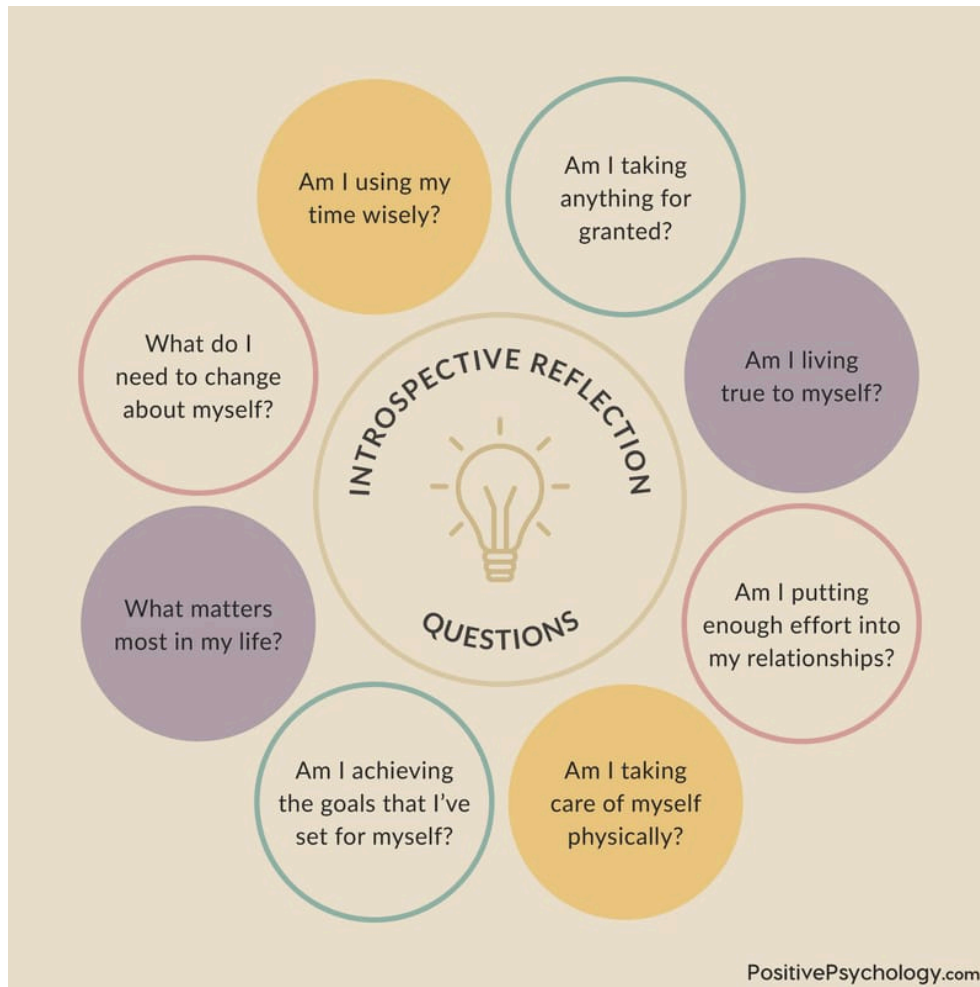 INTROSPECTIVE REFLECTION
QUESTIONS
Am I using my
time wisely?
Am I taking
anything for
granted?
Am I living
true to myself?
Am I putting
enough effort into
my relationships?
Am I taking
care of myself
physically?
Am I achieving
the goals that I’ve
set for myself?
What matters
most in my life?
What do I
need to change
about myself?
PositivePsychology.com